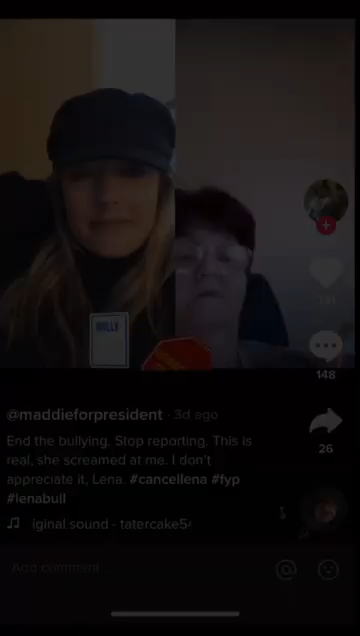 BULLY
@maddieforpresident · 3d ago
End the bullying. Stop reporting. This is
real, she screamed at me. I don't
appreciate it, Lena. #cancellena #fyp
#lenabull
iginal sound - tatercake5
148
26
Add comment